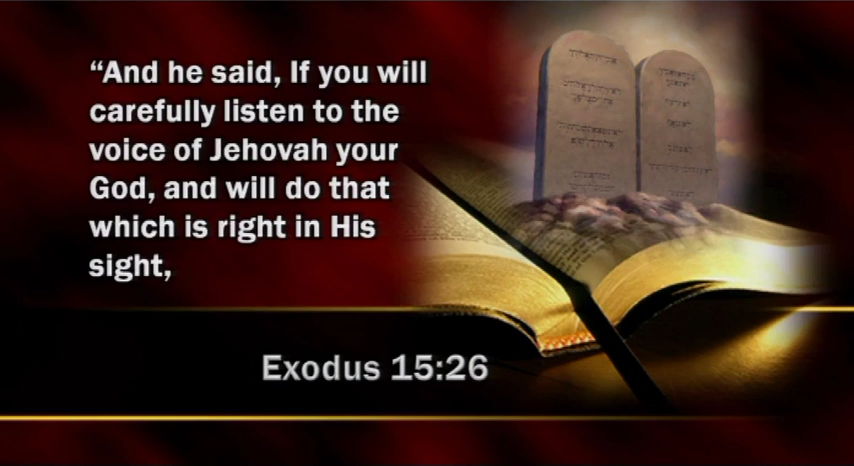 “And he said, If you will
carefully listen to the
voice of Jehovah your
God, and will do that
which is right in His
sight,
Exodus 15:26